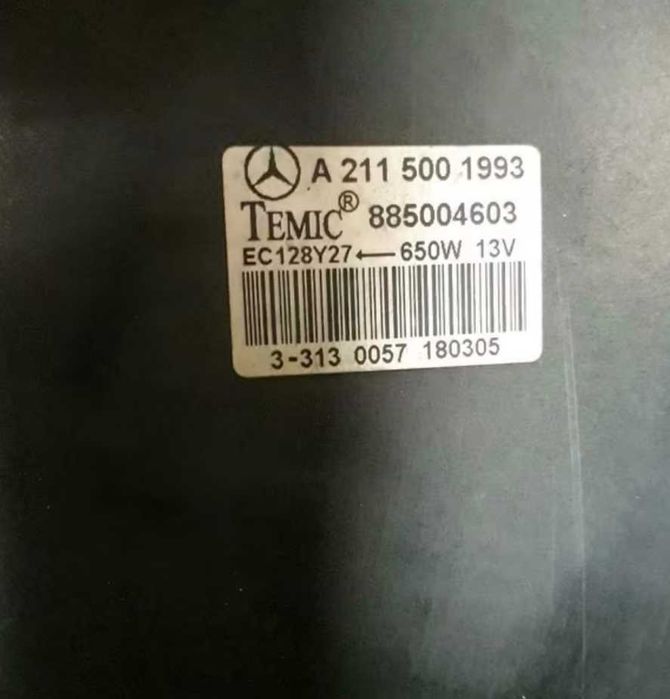 A 211 500 1993
TEMIC® 885004603
EC128Y27←650W 13V
3-313 0057 180305